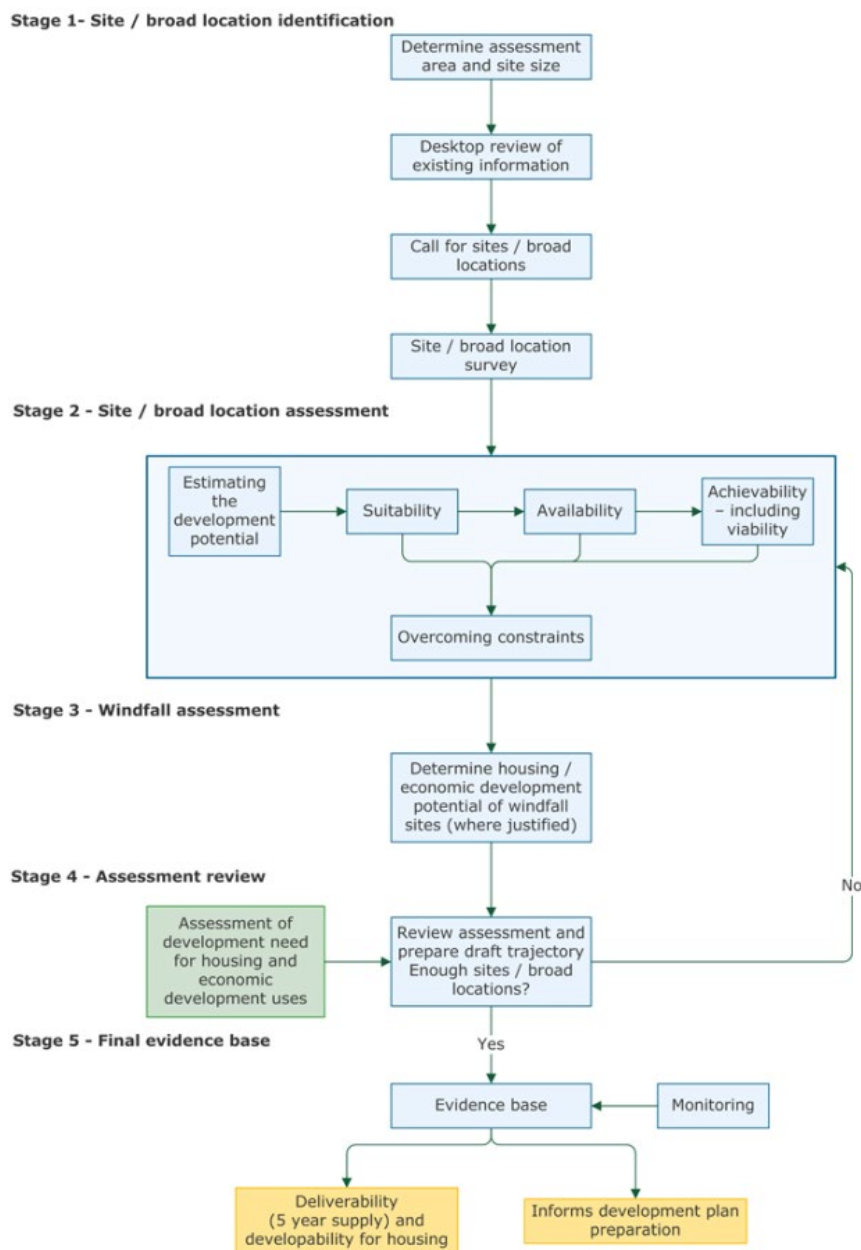 Stage 1- Site / broad location identification
Determine assessment
area and site size
Desktop review of
existing information
Call for sites / broad
locations
Site / broad location
survey
Stage 2 - Site / broad location assessment
Estimating
the
development
potential
Suitability
Availability
Achievability
– including
viability
Overcoming constraints
Stage 3 - Windfall assessment
Determine housing /
economic development
potential of windfall
sites (where justified)
Stage 4 - Assessment review
Assessment of
development need
for housing and
economic
development uses
Review assessment and
prepare draft trajectory
Enough sites / broad
locations?
No
Stage 5 - Final evidence base
Yes
Evidence base
Monitoring
Deliverability
(5 year supply) and
developability for housing
Informs development plan
preparation